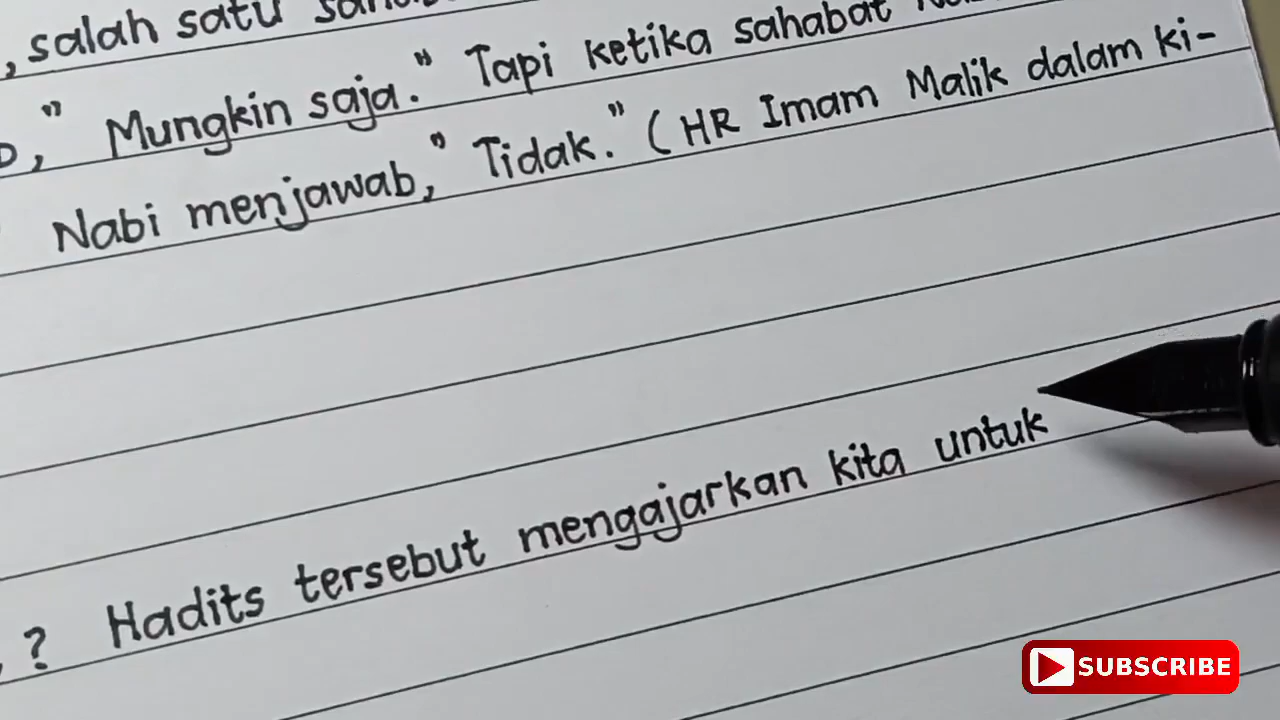 , salah satu
," Mungkin saja." Tapi ketika sahabat
Nabi menjawab," Tidak." ( HR Imam Malik dalam ki-
? Hadits tersebut mengajarkan kita untuk
SUBSCRIBE